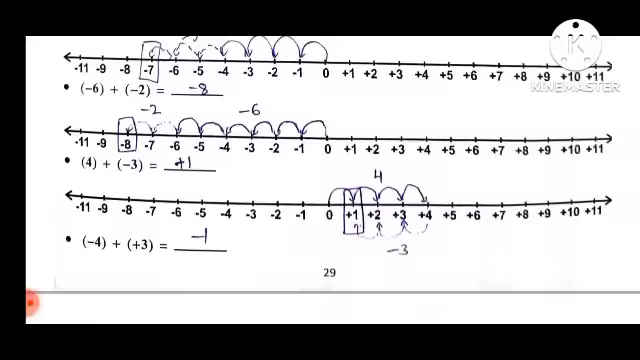 -11 -9 -8 -7 -6 -5 -4 -3 -2 -1 0 +1 +2 +3 +4 +5 +6 +7 +8 +9 +10 +11
• (-6) + (-2) = -8
-2 -6
-11 -9 -8 -7 -6 -5 -4 -3 -2 -1 0 +1 +2 +3 +4 +5 +6 +7 +8 +9 +10 +11
• (4) + (-3) = +1
4
-11 -9 -8 -7 -6 -5 -4 -3 -2 -1 0 +1 +2 +3 +4 +5 +6 +7 +8 +9 +10 +11
• (-4) + (+3) = -1
-3
29
K
KINEMASTER